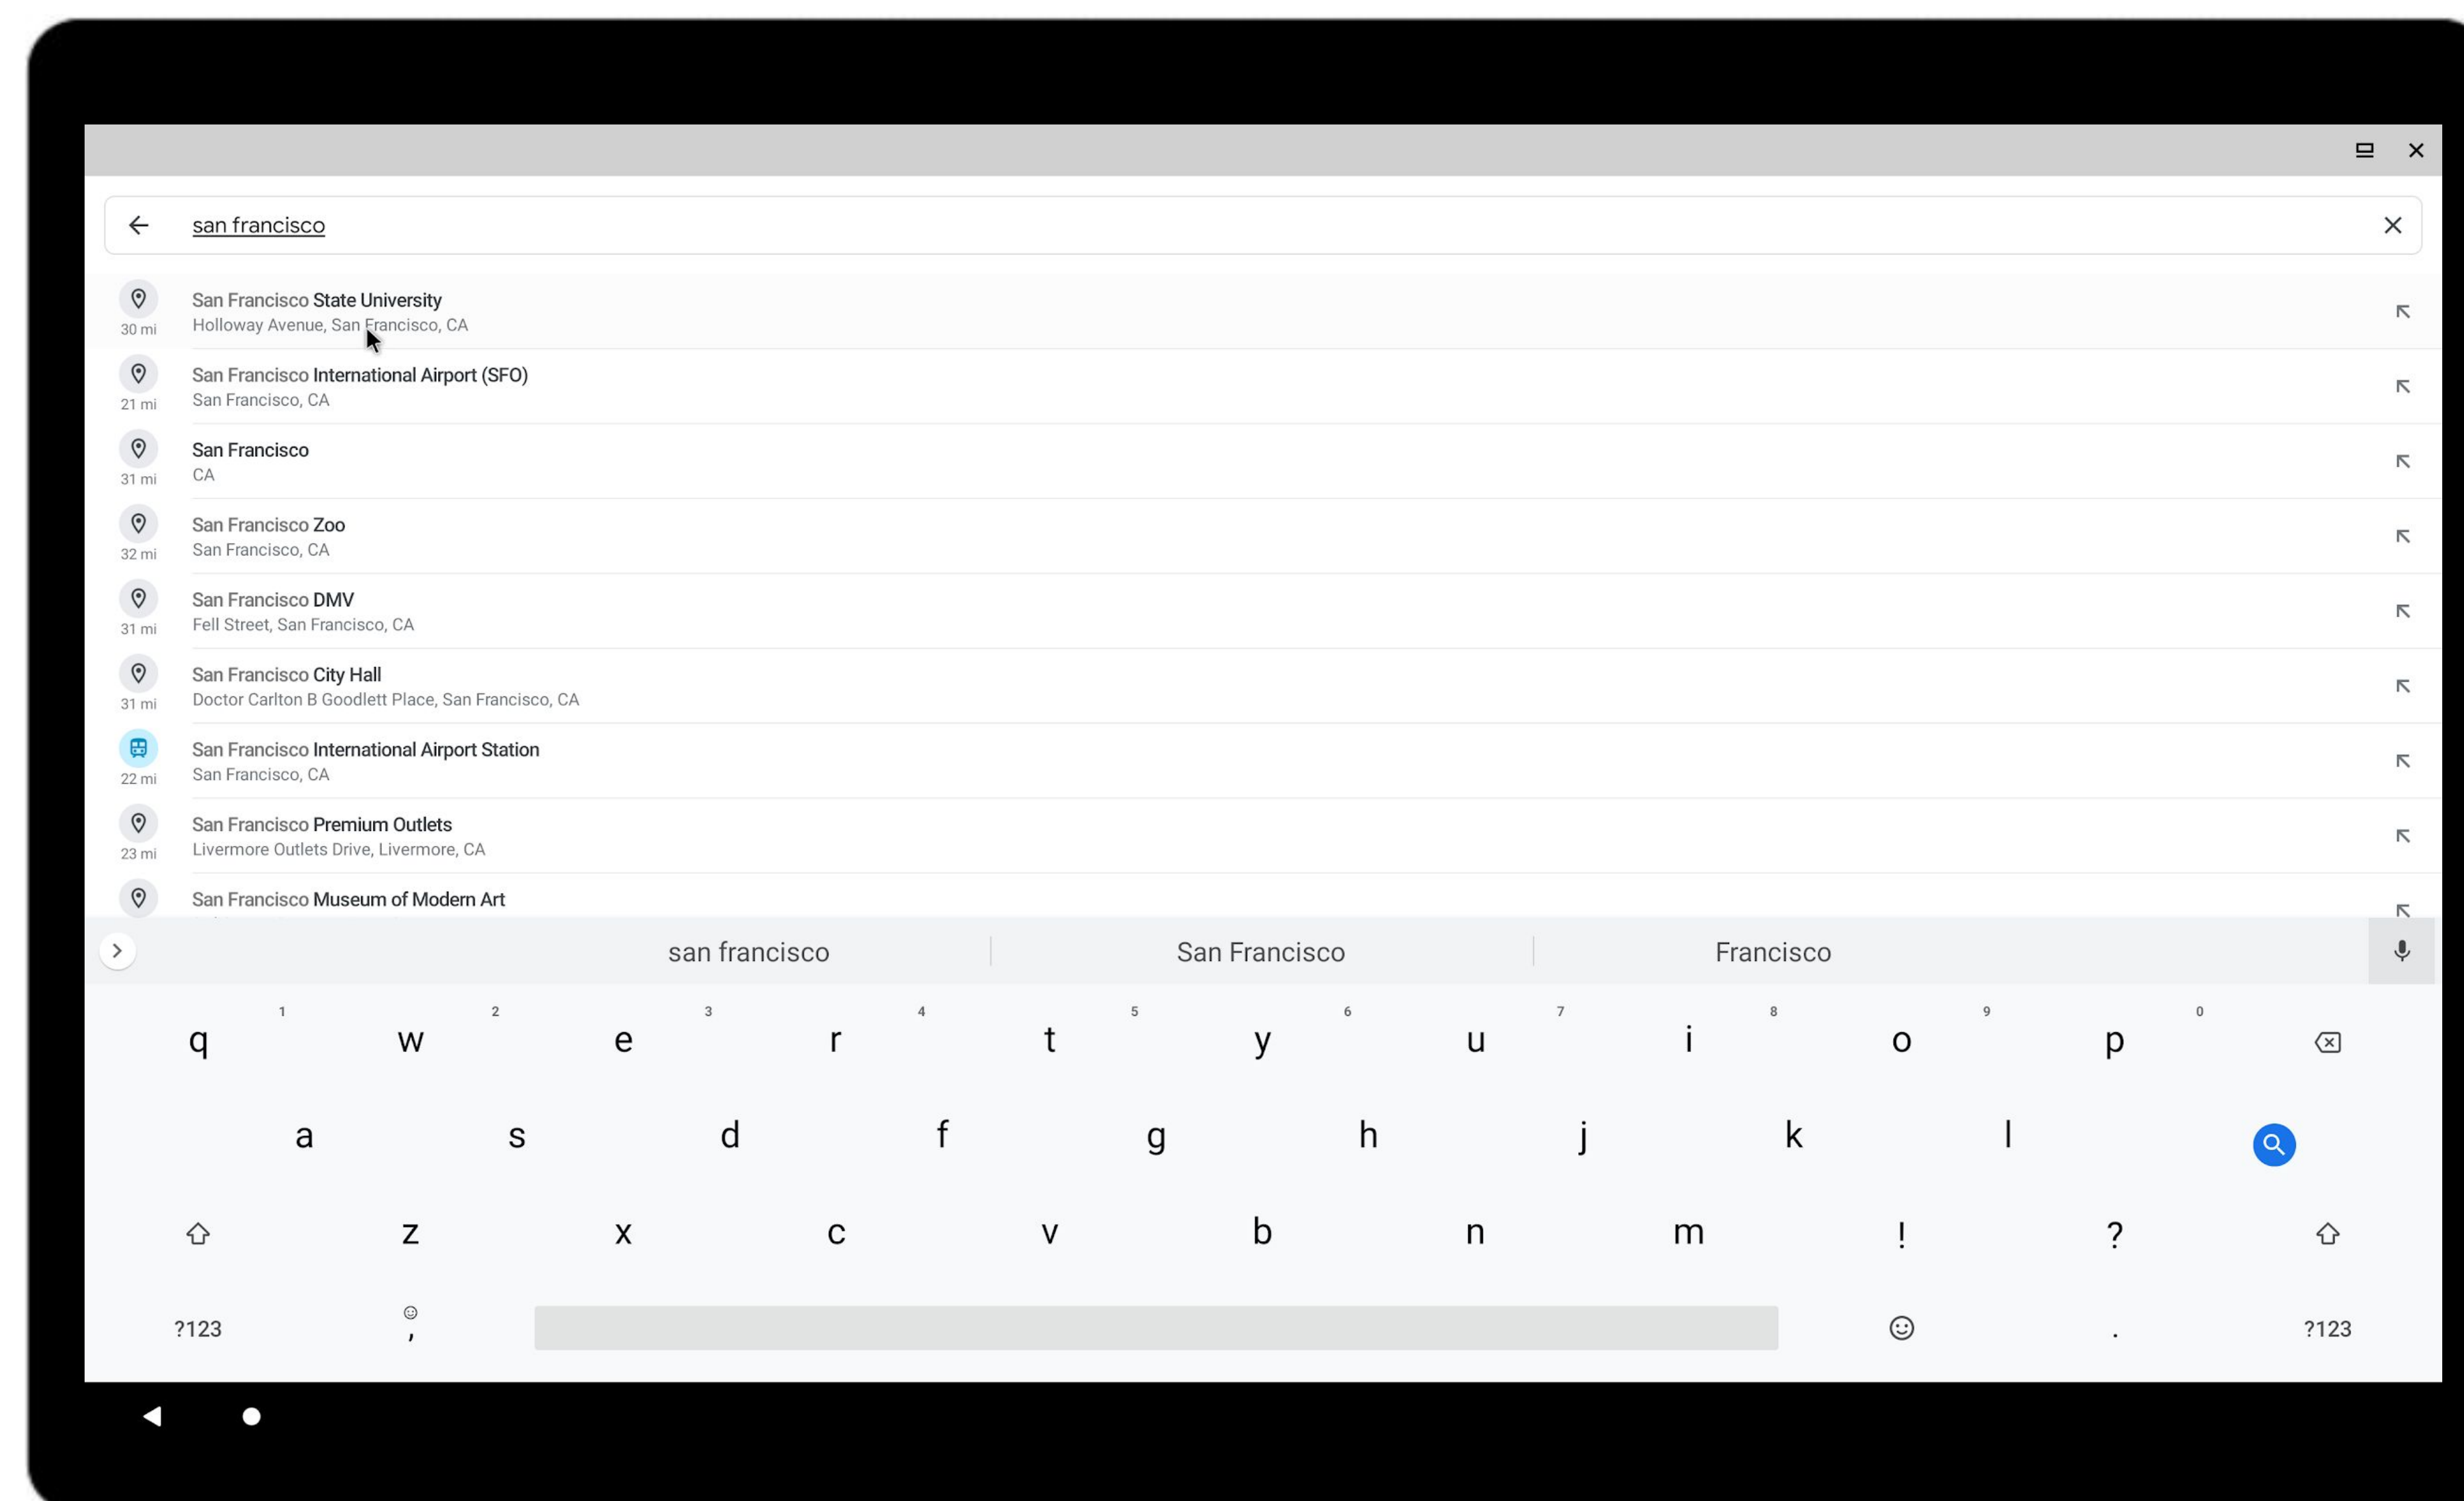 san francisco
San Francisco State University
30 mi
Holloway Avenue, San Francisco, CA
San Francisco International Airport (SFO)
21 mi
San Francisco, CA
San Francisco
31 mi
CA
San Francisco Zoo
32 mi
San Francisco, CA
San Francisco DMV
31 mi
Fell Street, San Francisco, CA
San Francisco City Hall
31 mi
Doctor Carlton B Goodlett Place, San Francisco, CA
San Francisco International Airport Station
22 mi
San Francisco, CA
San Francisco Premium Outlets
23 mi
Livermore Outlets Drive, Livermore, CA
San Francisco Museum of Modern Art
san francisco San Francisco Francisco
1 2 3 4 5 6 7 8 9 0
q w e r t y u i o p
a s d f g h j k l
z x c v b n m ! ?
?123 , . ?123